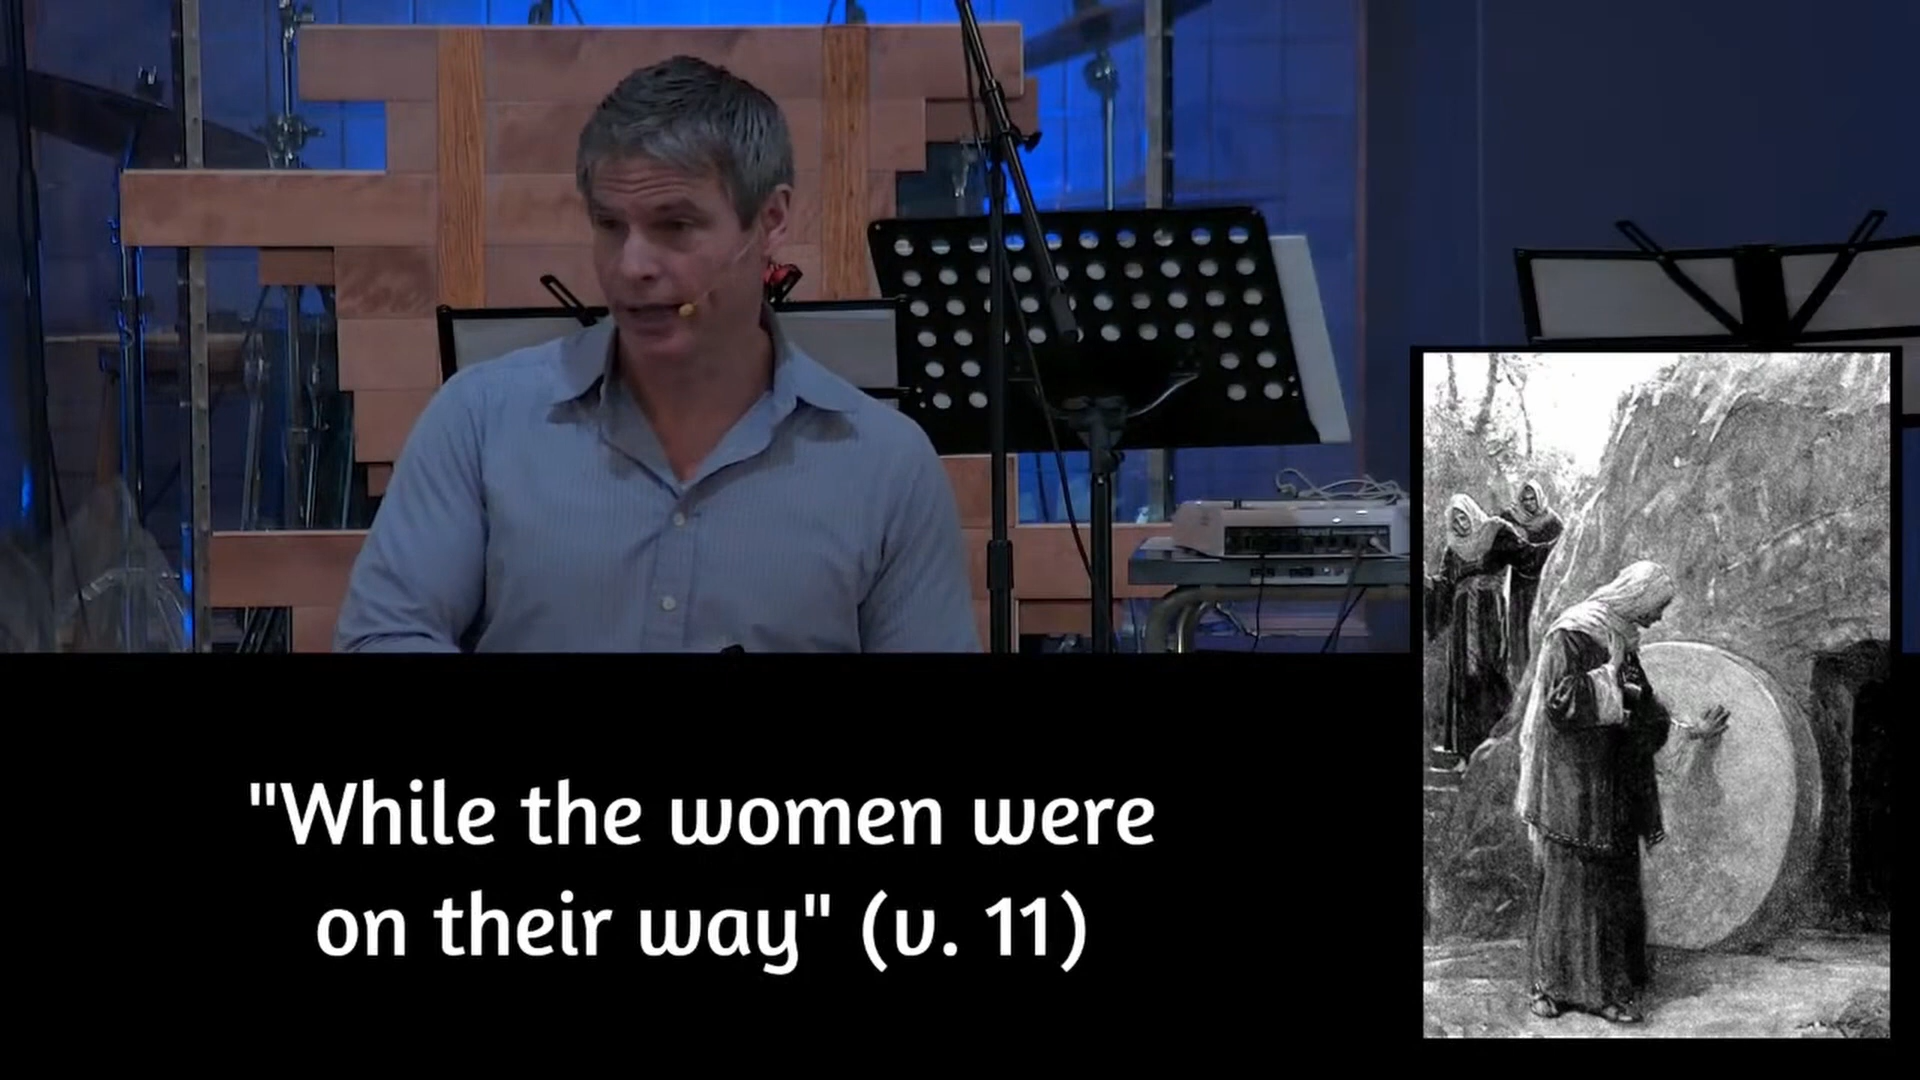 "While the women were
on their way" (v. 11)